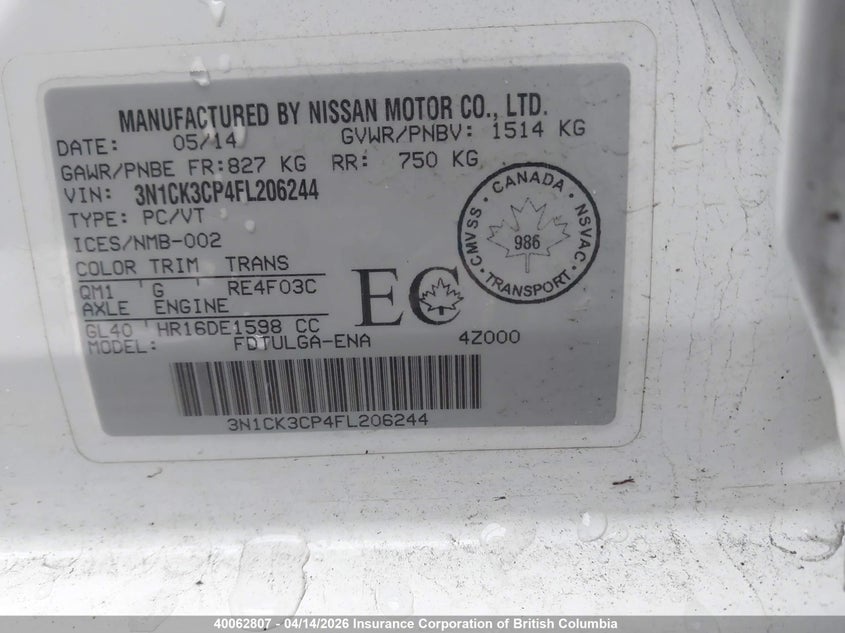 MANUFACTURED BY NISSAN MOTOR CO., LTD.
DATE: 05/14 GVWR/PNBV: 1514 KG
GAWR/PNBE FR: 827 KG RR: 750 KG
VIN: 3N1CK3CP4FL206244
TYPE: PC/VT
ICES/NMB-002
COLOR TRIM TRANS
QM1 G RE4F03C
AXLE ENGINE
GL40 HR16DE1598 CC
MODEL: FDTULGA-ENA 4Z000
EC
CANADA
CMVSS · NSVAC
986
TRANSPORT
3N1CK3CP4FL206244
40062807 - 04/14/2026 Insurance Corporation of British Columbia